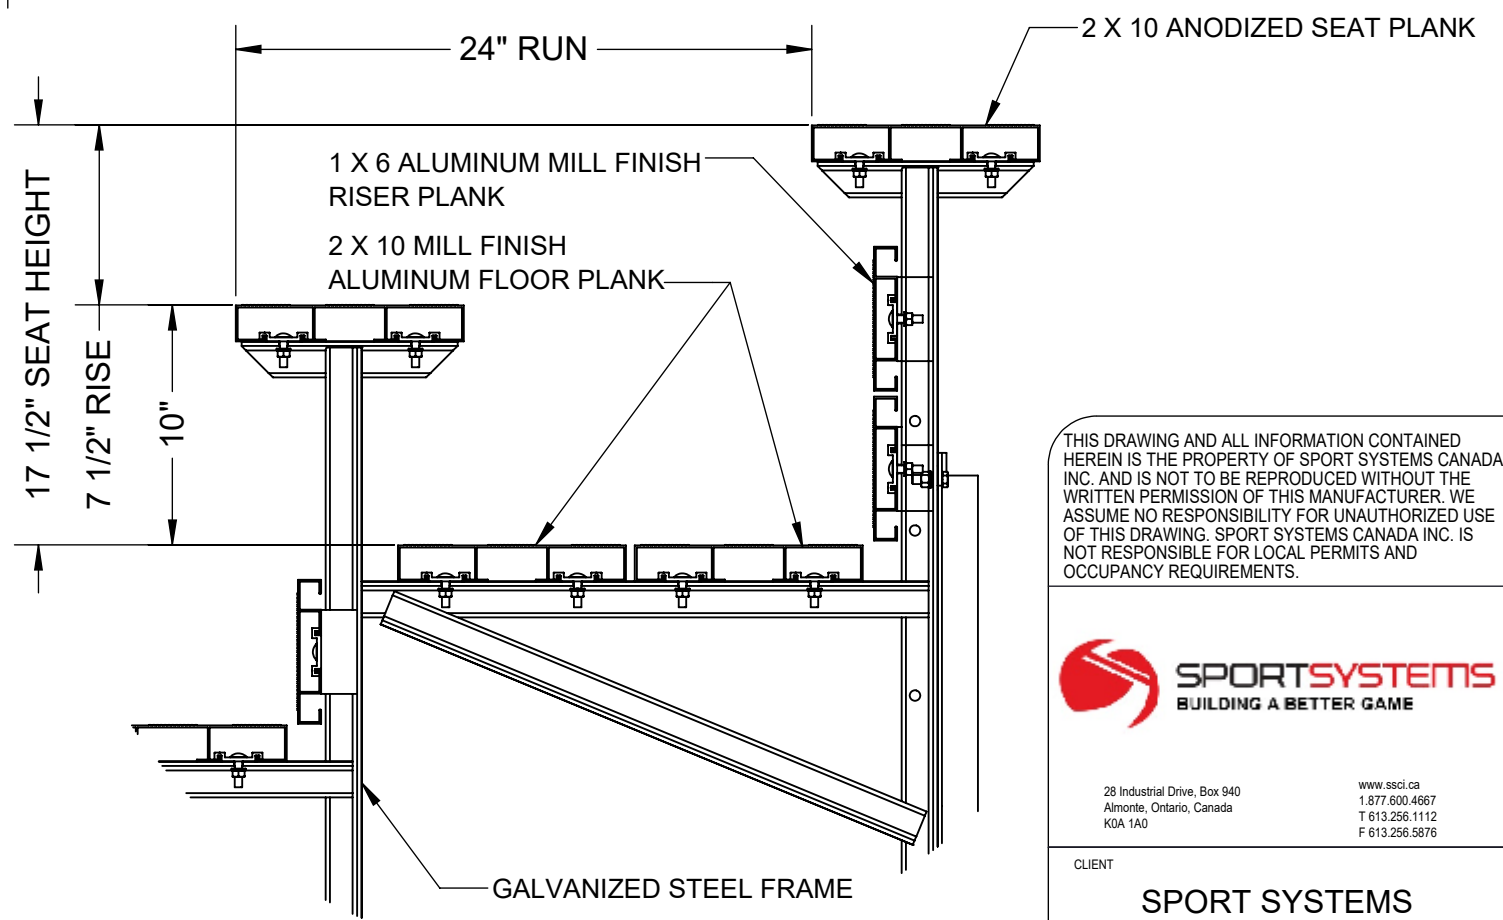 24" RUN
2 X 10 ANODIZED SEAT PLANK
17 1/2" SEAT HEIGHT
7 1/2" RISE
10"
1 X 6 ALUMINUM MILL FINISH
RISER PLANK
2 X 10 MILL FINISH
ALUMINUM FLOOR PLANK
GALVANIZED STEEL FRAME
THIS DRAWING AND ALL INFORMATION CONTAINED
HEREIN IS THE PROPERTY OF SPORT SYSTEMS CANADA
INC. AND IS NOT TO BE REPRODUCED WITHOUT THE
WRITTEN PERMISSION OF THIS MANUFACTURER. WE
ASSUME NO RESPONSIBILITY FOR UNAUTHORIZED USE
OF THIS DRAWING. SPORT SYSTEMS CANADA INC. IS
NOT RESPONSIBLE FOR LOCAL PERMITS AND
OCCUPANCY REQUIREMENTS.
SPORTSYSTEMS
BUILDING A BETTER GAME
28 Industrial Drive, Box 940
Almonte, Ontario, Canada
K0A 1A0
www.ssci.ca
1.877.600.4667
T 613.256.1112
F 613.256.5876
CLIENT
SPORT SYSTEMS